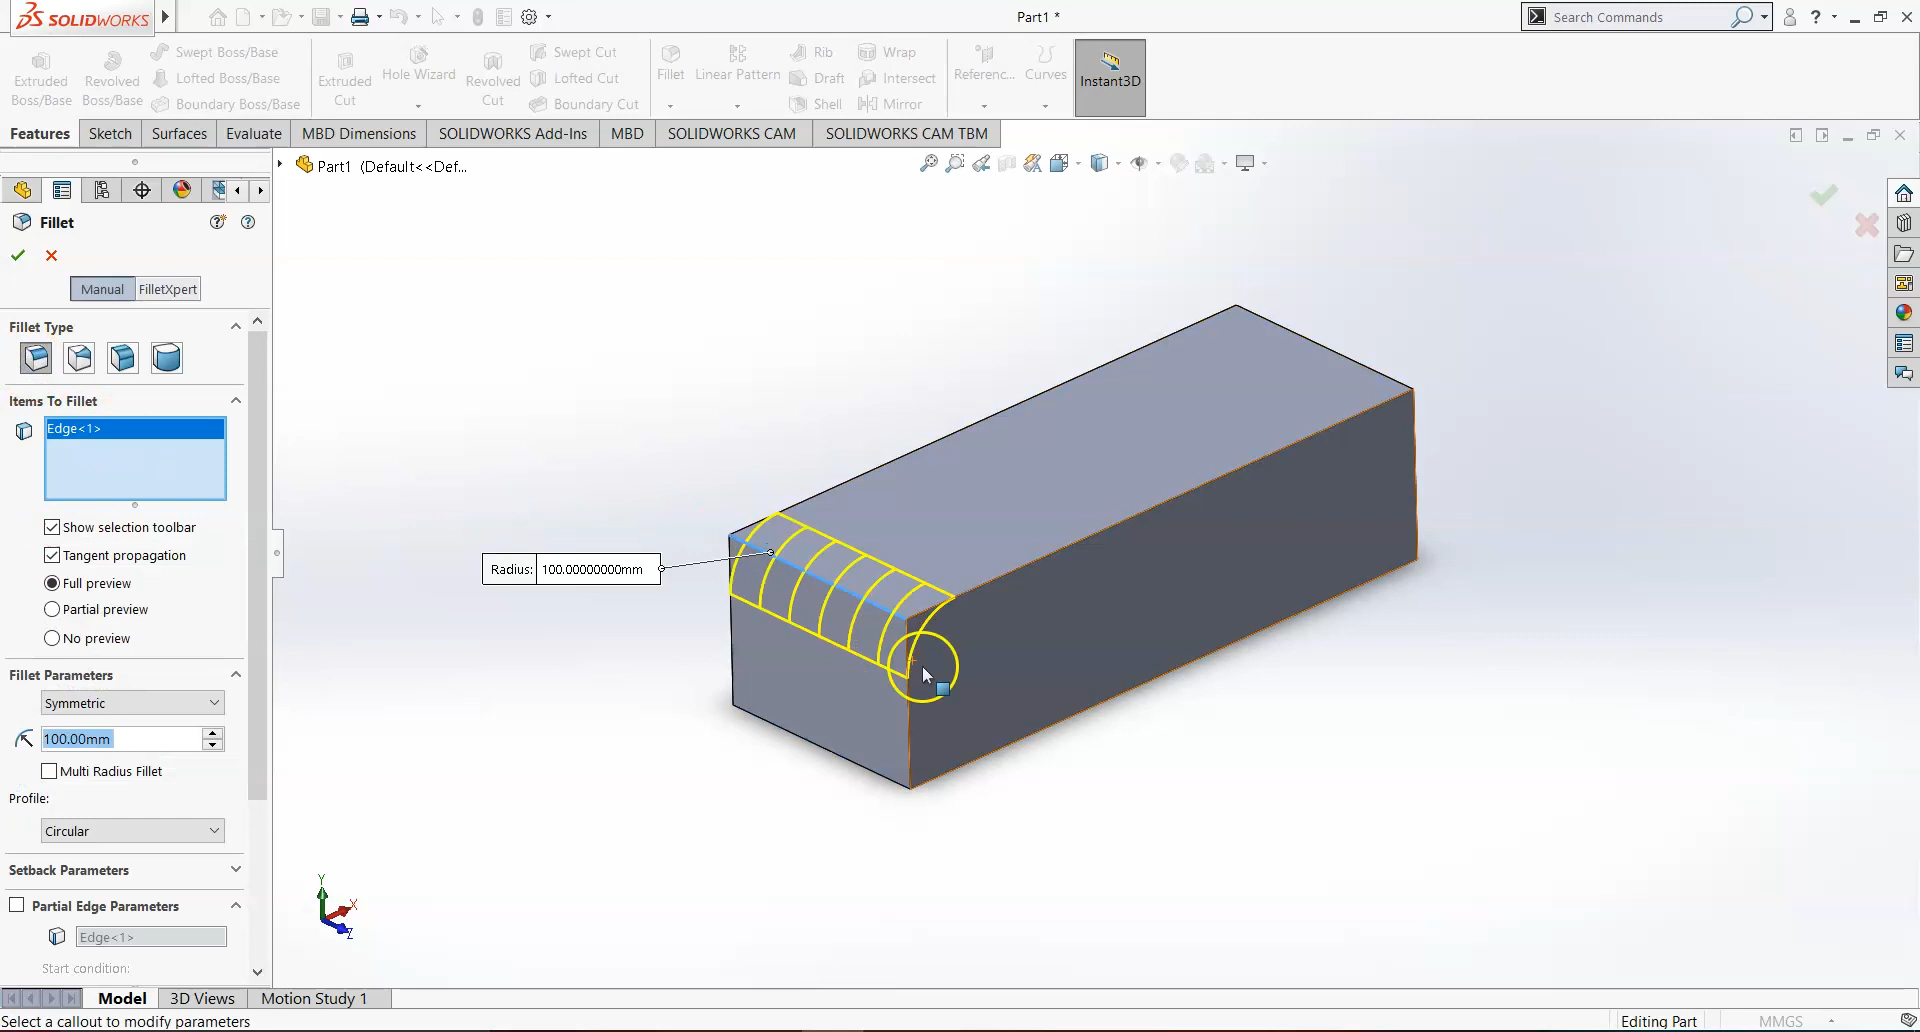 SOLIDWORKS
Part1 *
Search Commands
?
Extruded Boss/Base
Revolved Boss/Base
Swept Boss/Base
Lofted Boss/Base
Boundary Boss/Base
Extruded Cut
Hole Wizard
Revolved Cut
Swept Cut
Lofted Cut
Boundary Cut
Fillet
Linear Pattern
Rib
Draft
Shell
Wrap
Intersect
Mirror
Referenc...
Curves
Instant3D
Features
Sketch
Surfaces
Evaluate
MBD Dimensions
SOLIDWORKS Add-Ins
MBD
SOLIDWORKS CAM
SOLIDWORKS CAM TBM
Part1 (Default<<Def...
Fillet
Manual
FilletXpert
Fillet Type
Items To Fillet
Edge<1>
Show selection toolbar
Tangent propagation
Full preview
Partial preview
No preview
Fillet Parameters
Symmetric
100.00mm
Multi Radius Fillet
Profile:
Circular
Setback Parameters
Partial Edge Parameters
Edge<1>
Start condition:
Radius: 100.00000000mm
Y
X
Z
Model
3D Views
Motion Study 1
Select a callout to modify parameters
Editing Part
MMGS